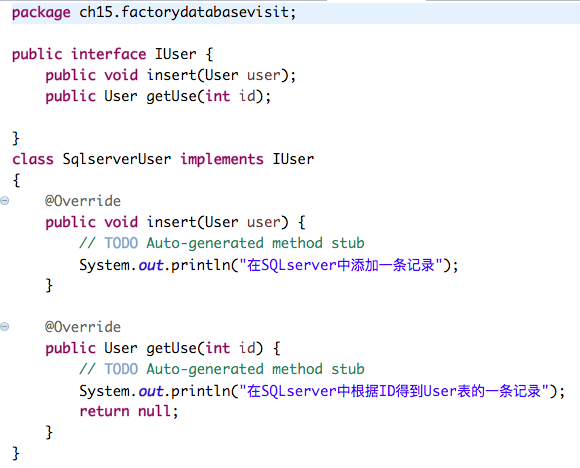 package ch15.factorydatabasevisit;
public interface IUser {
public void insert(User user);
public User getUse(int id);
}
class SqlserverUser implements IUser
{
@Override
public void insert(User user) {
// TODO Auto-generated method stub
System.out.println("在SQLserver中添加一条记录");
}
@Override
public User getUse(int id) {
// TODO Auto-generated method stub
System.out.println("在SQLserver中根据ID得到User表的一条记录");
return null;
}
}